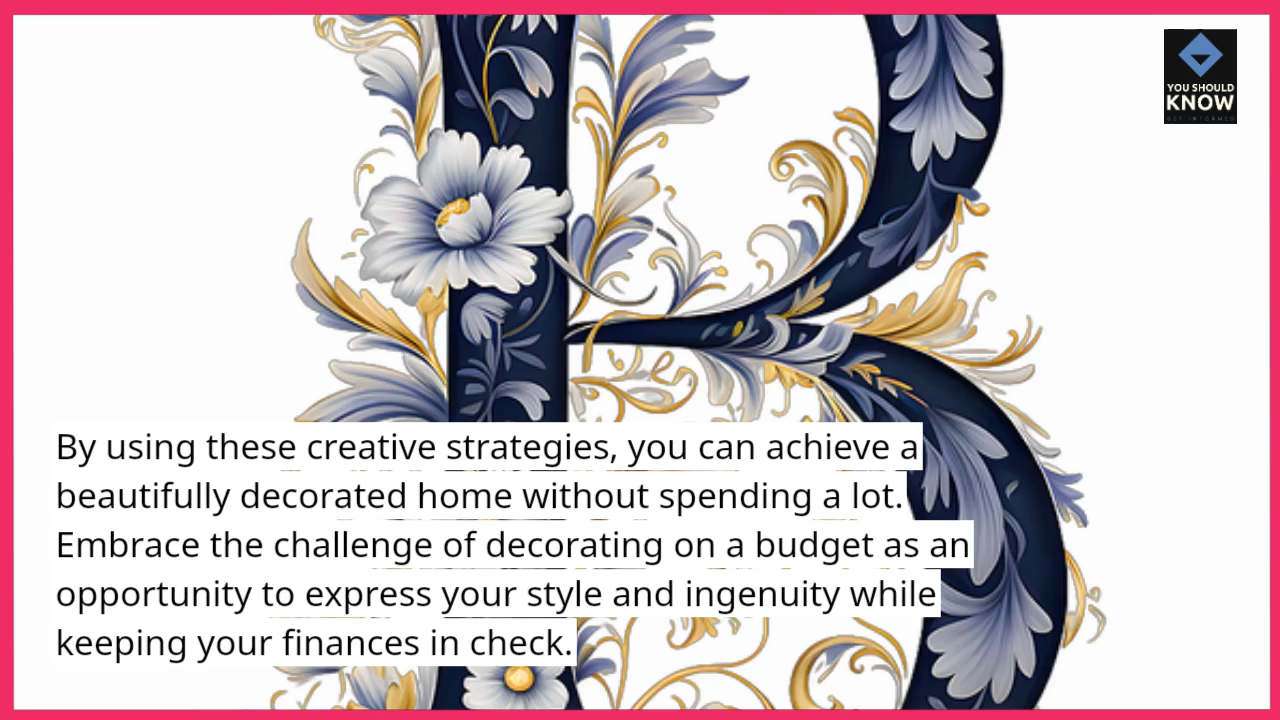 YOU SHOULD
KNOW
GET INFORMED
By using these creative strategies, you can achieve a
beautifully decorated home without spending a lot.
Embrace the challenge of decorating on a budget as an
opportunity to express your style and ingenuity while
keeping your finances in check.